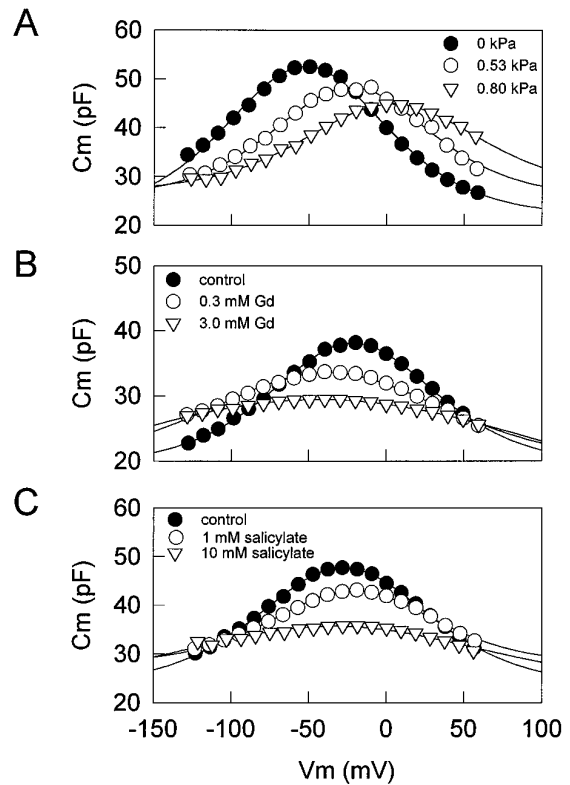 A
60
50
40
30
20
Cm (pF)
0 kPa
0.53 kPa
0.80 kPa
B
50
40
30
20
Cm (pF)
control
0.3 mM Gd
3.0 mM Gd
C
60
50
40
30
20
Cm (pF)
control
1 mM salicylate
10 mM salicylate
-150 -100 -50 0 50 100
Vm (mV)